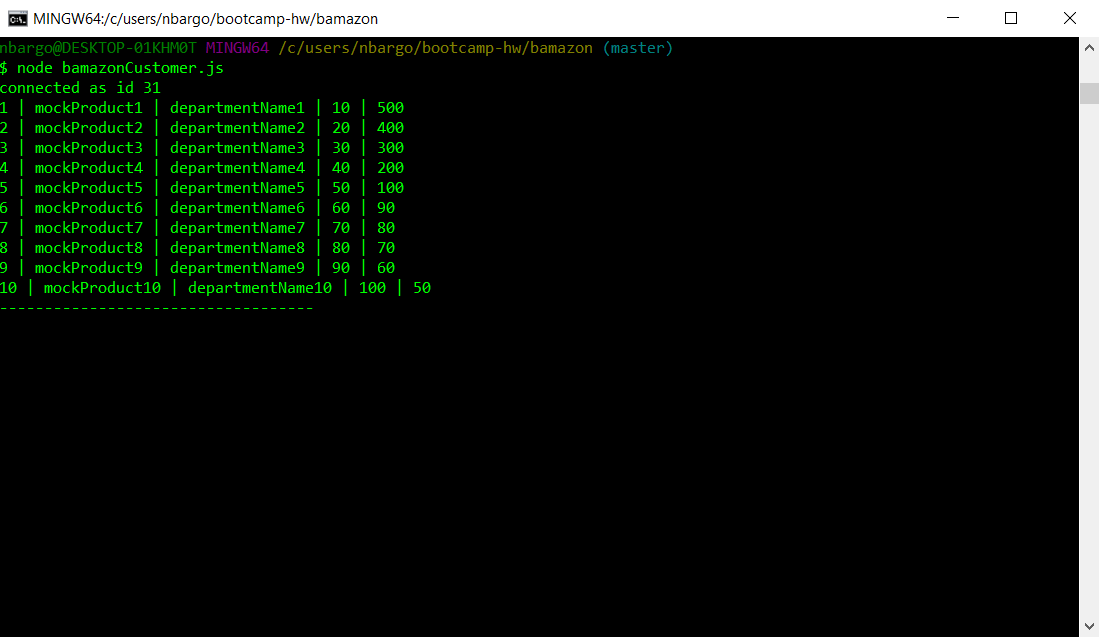 MINGW64:/c/users/nbargo/bootcamp-hw/bamazon
nbargo@DESKTOP-01KHM0T MINGW64 /c/users/nbargo/bootcamp-hw/bamazon (master)
$ node bamazonCustomer.js
connected as id 31
1 | mockProduct1 | departmentName1 | 10 | 500
2 | mockProduct2 | departmentName2 | 20 | 400
3 | mockProduct3 | departmentName3 | 30 | 300
4 | mockProduct4 | departmentName4 | 40 | 200
5 | mockProduct5 | departmentName5 | 50 | 100
6 | mockProduct6 | departmentName6 | 60 | 90
7 | mockProduct7 | departmentName7 | 70 | 80
8 | mockProduct8 | departmentName8 | 80 | 70
9 | mockProduct9 | departmentName9 | 90 | 60
10 | mockProduct10 | departmentName10 | 100 | 50
-----------------------------------